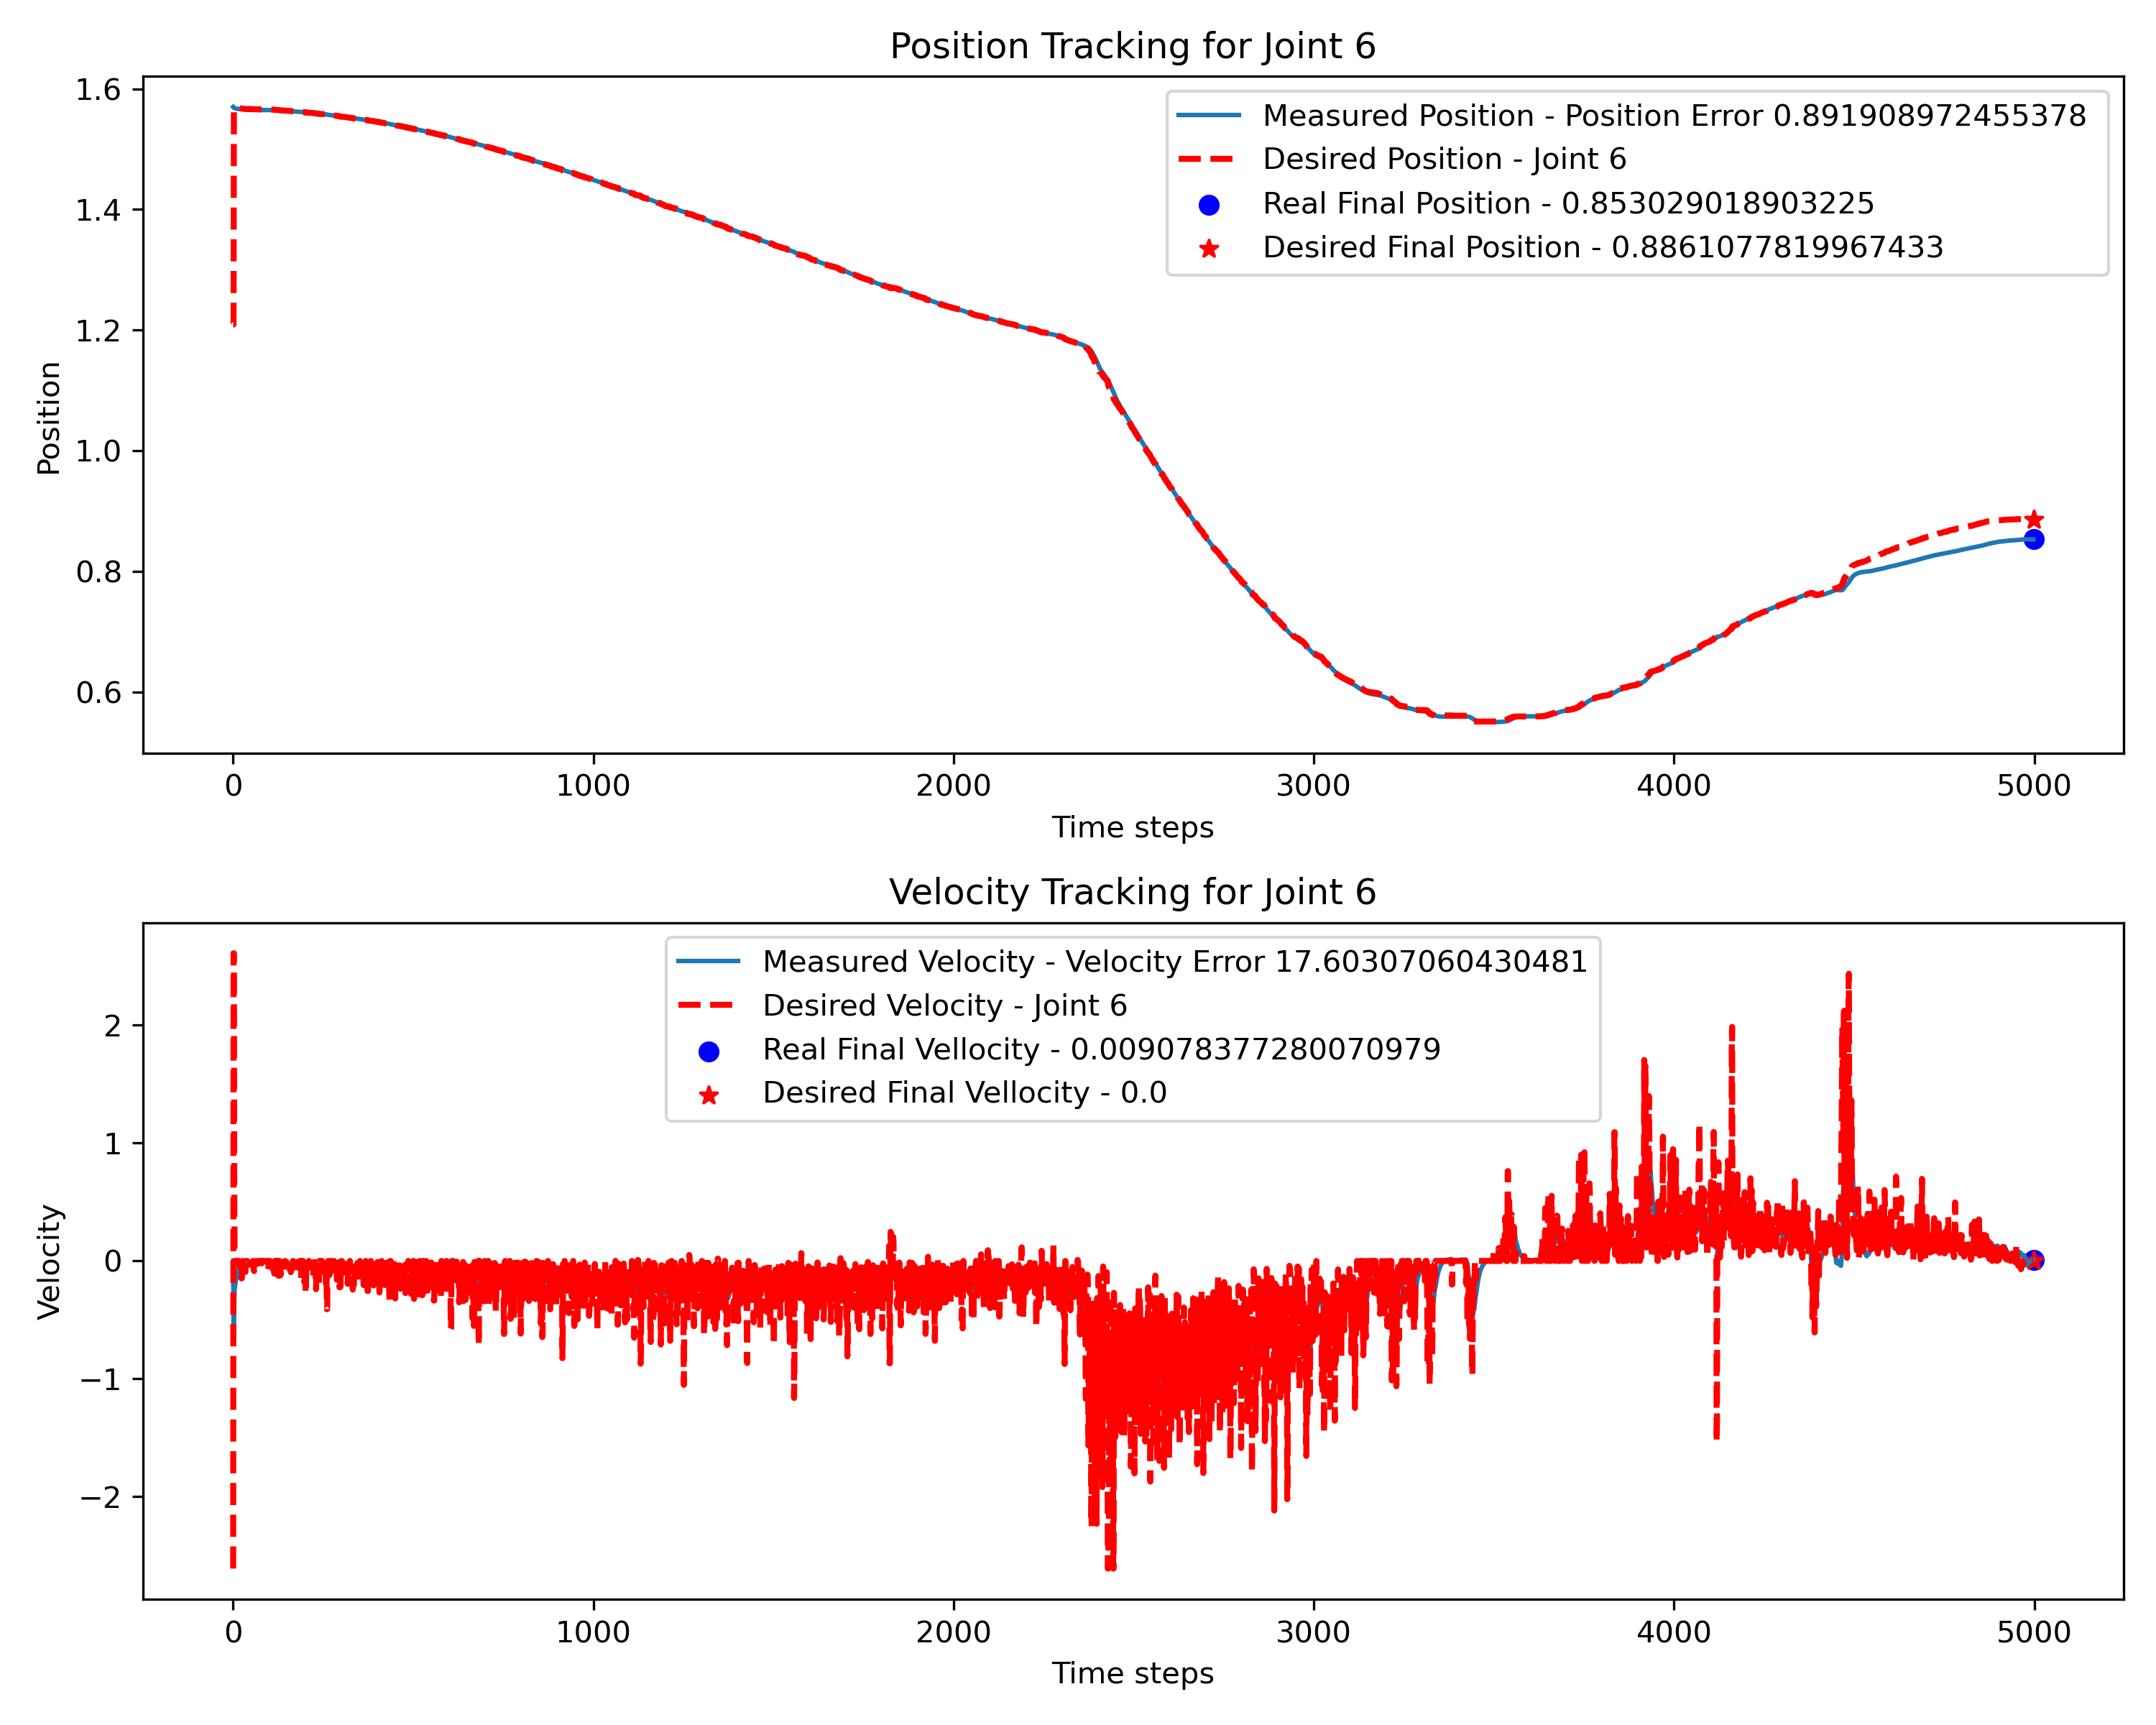 Position Tracking for Joint 6
1.6
1.4
1.2
1.0
0.8
0.6
Position
Measured Position - Position Error 0.891908972455378
Desired Position - Joint 6
Real Final Position - 0.853029018903225
Desired Final Position - 0.8861077819967433
0
1000
2000
3000
4000
5000
Time steps
Velocity Tracking for Joint 6
2
1
0
−1
−2
Velocity
Measured Velocity - Velocity Error 17.60307060430481
Desired Velocity - Joint 6
Real Final Vellocity - 0.009078377280070979
Desired Final Vellocity - 0.0
0
1000
2000
3000
4000
5000
Time steps